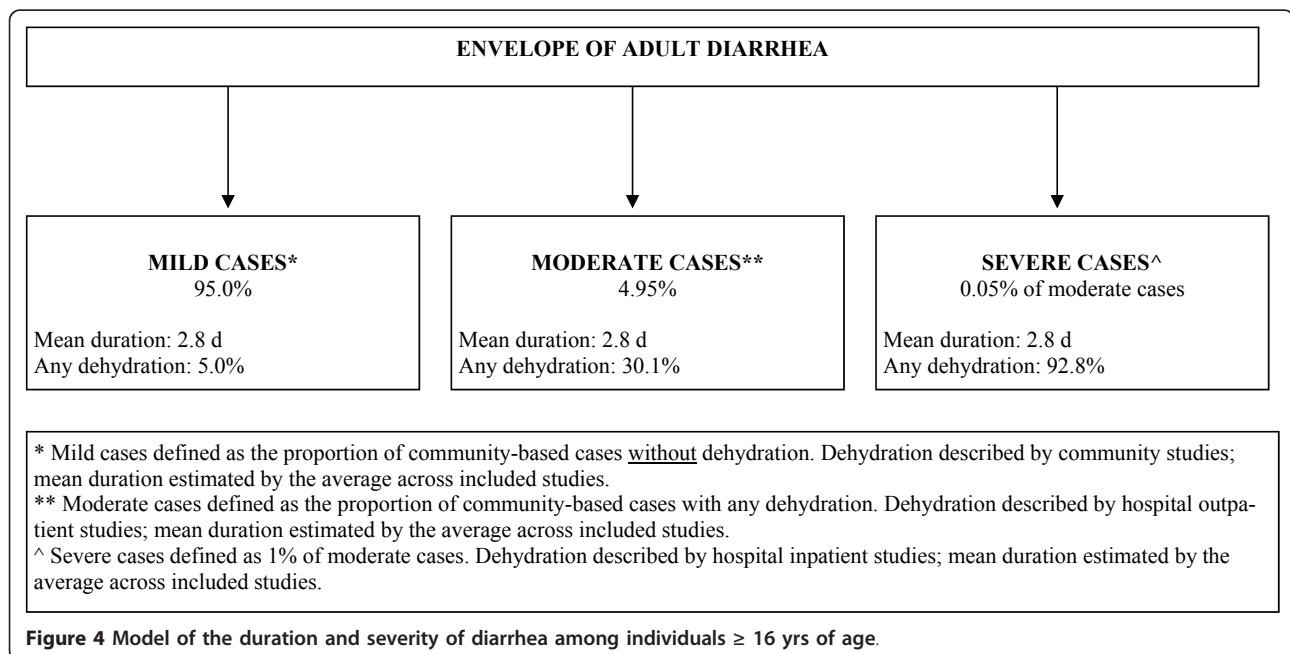 ENVELOPE OF ADULT DIARRHEA
MILD CASES*
95.0%
Mean duration: 2.8 d
Any dehydration: 5.0%
MODERATE CASES**
4.95%
Mean duration: 2.8 d
Any dehydration: 30.1%
SEVERE CASES^
0.05% of moderate cases
Mean duration: 2.8 d
Any dehydration: 92.8%
* Mild cases defined as the proportion of community-based cases without dehydration. Dehydration described by community studies;
mean duration estimated by the average across included studies.
** Moderate cases defined as the proportion of community-based cases with any dehydration. Dehydration described by hospital outpa-
tient studies; mean duration estimated by the average across included studies.
^ Severe cases defined as 1% of moderate cases. Dehydration described by hospital inpatient studies; mean duration estimated by the
average across included studies.
Figure 4 Model of the duration and severity of diarrhea among individuals ≥ 16 yrs of age.